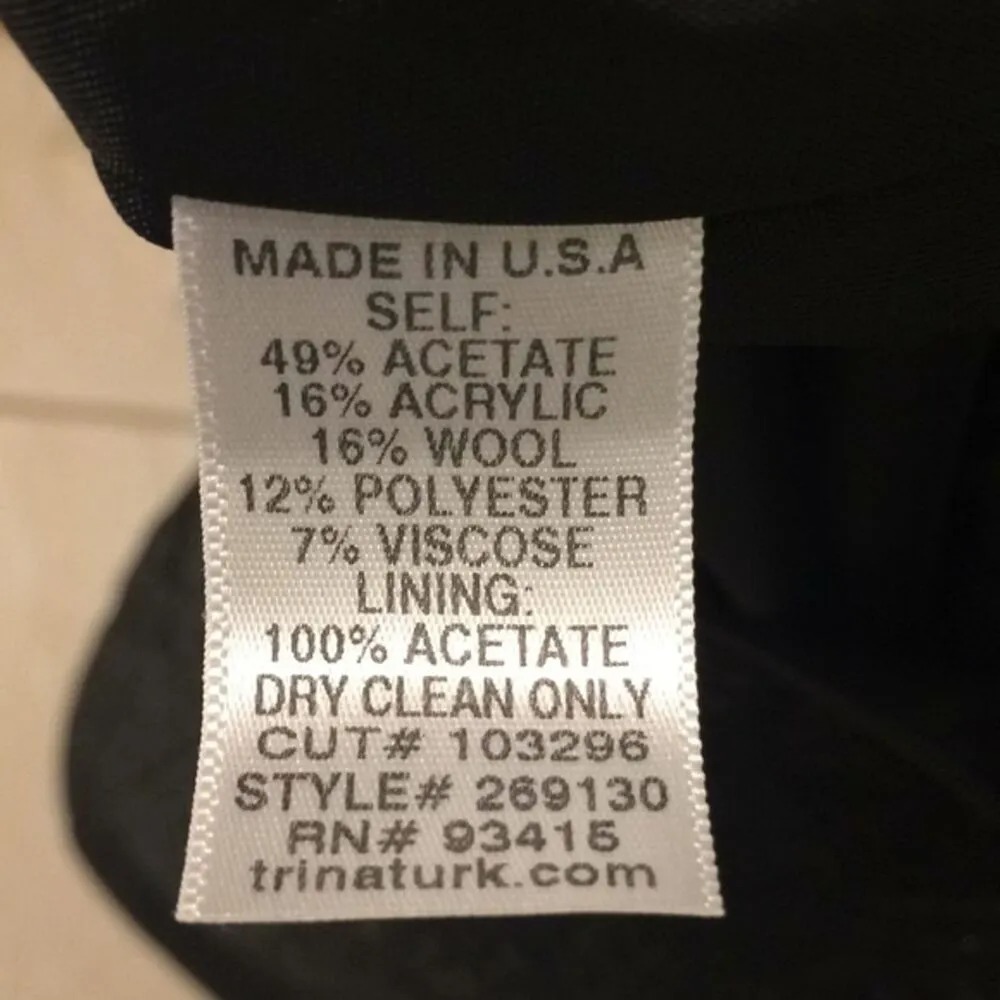 MADE IN U.S.A
SELF:
49% ACETATE
16% ACRYLIC
16% WOOL
12% POLYESTER
7% VISCOSE
LINING:
100% ACETATE
DRY CLEAN ONLY
CUT# 103296
STYLE# 269130
RN# 93415
trinaturk.com